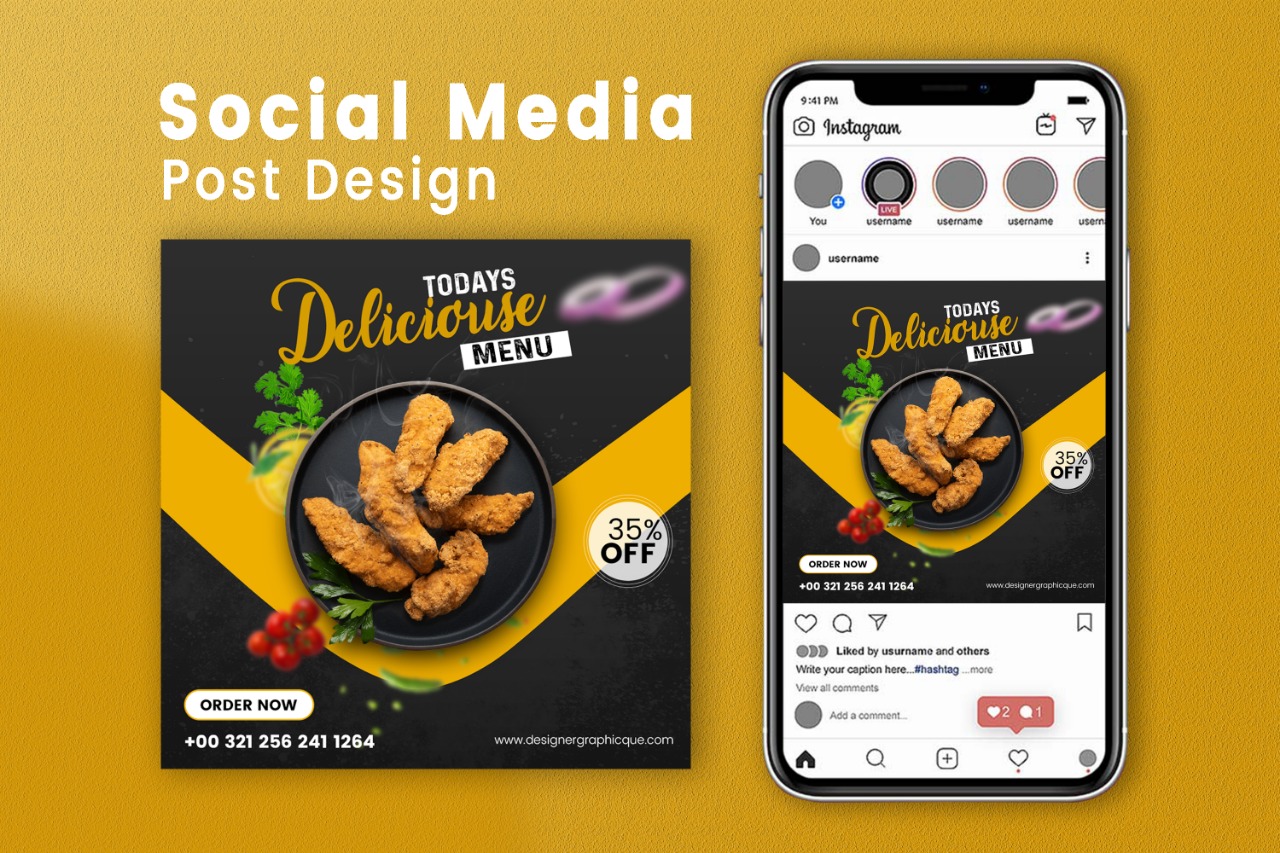 Social Media
Post Design
TODAYS
Deliciouse
MENU
35%
OFF
ORDER NOW
+00 321 256 241 1264
www.designergraphicque.com
9:41 PM
Instagram
LIVE
You
username
username
username
usern
username
TODAYS
Deliciouse
MENU
35%
OFF
ORDER NOW
+00 321 256 241 1264
www.designergraphicque.com
Liked by usurname and others
Write your caption here...#hashtag ...more
View all comments
Add a comment...
2 1